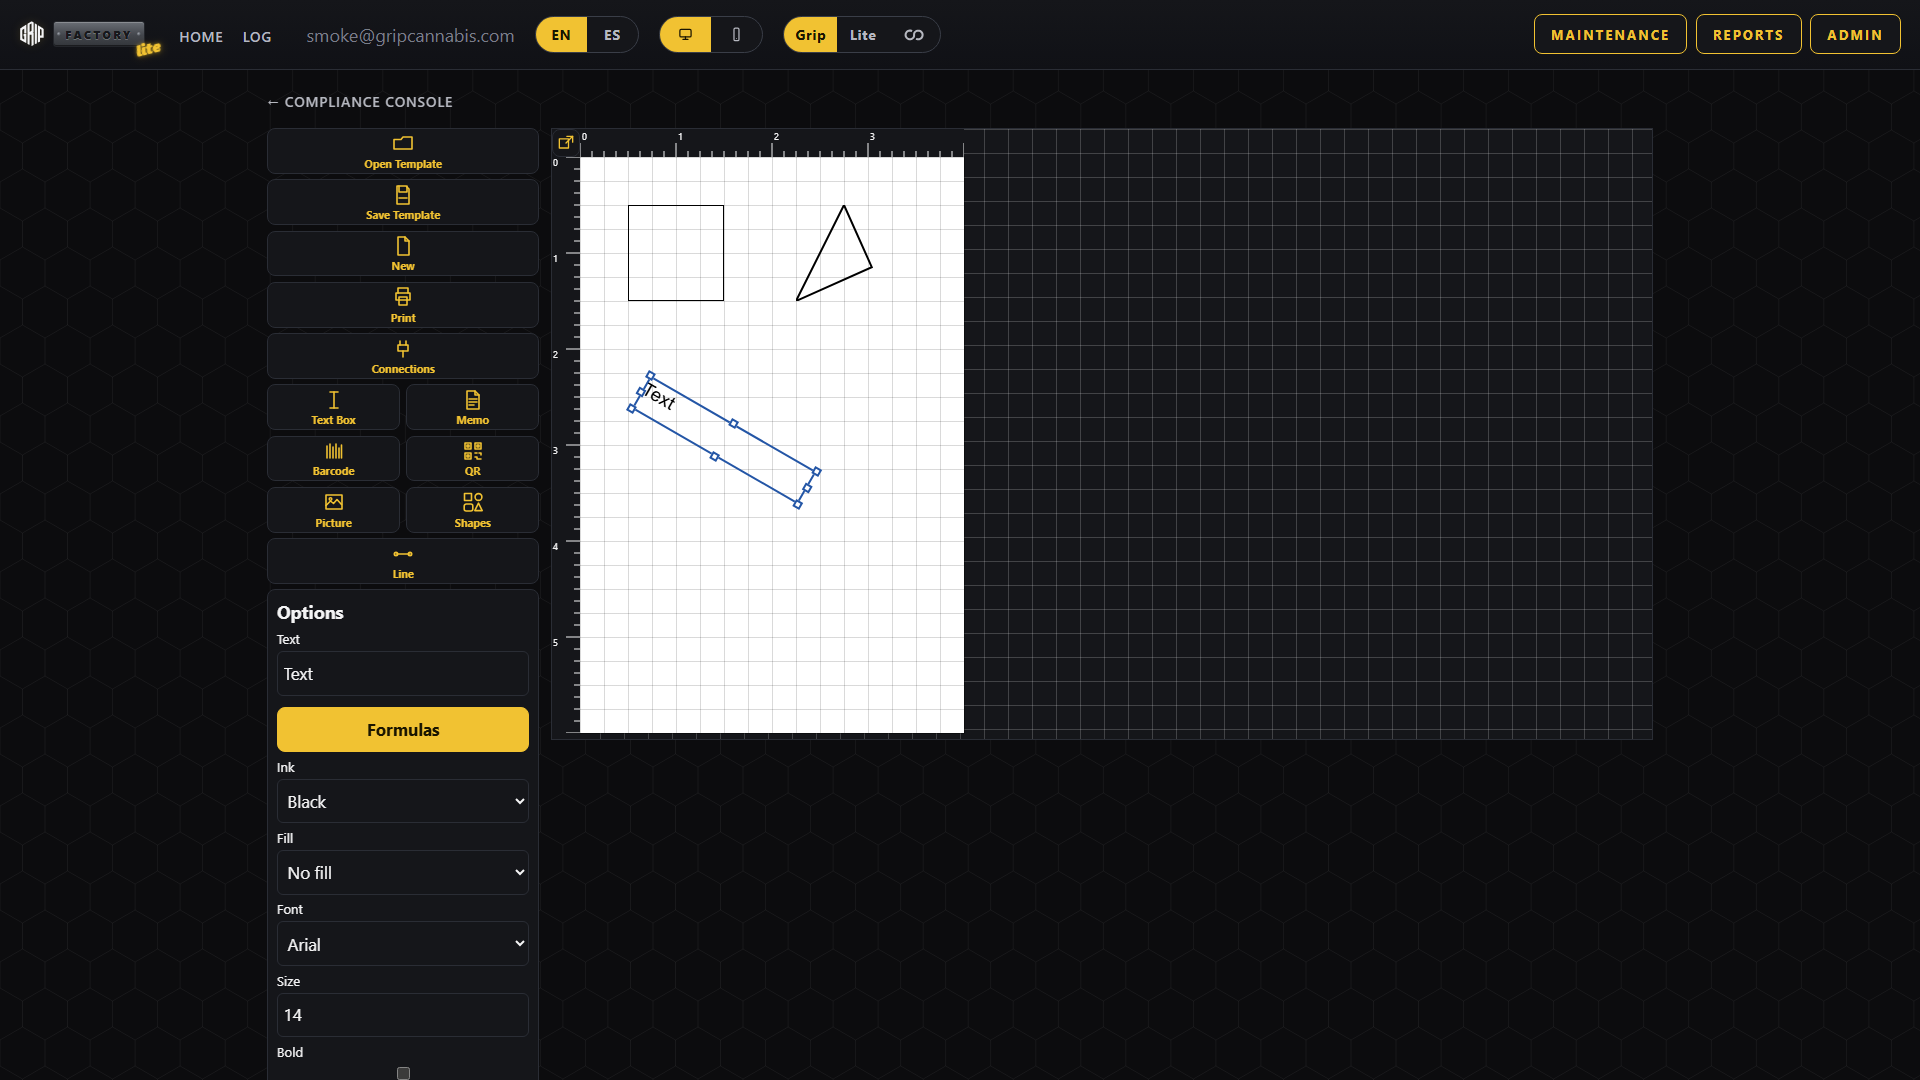 GRIP FACTORY lite
HOME
LOG
smoke@gripcannabis.com
EN
ES
Grip
Lite
MAINTENANCE
REPORTS
ADMIN
← COMPLIANCE CONSOLE
Open Template
Save Template
New
Print
Connections
Text Box
Memo
Barcode
QR
Picture
Shapes
Line
Options
Text
Text
Formulas
Ink
Black
Fill
No fill
Font
Arial
Size
14
Bold
0
1
2
3
0
1
2
3
4
5
Text